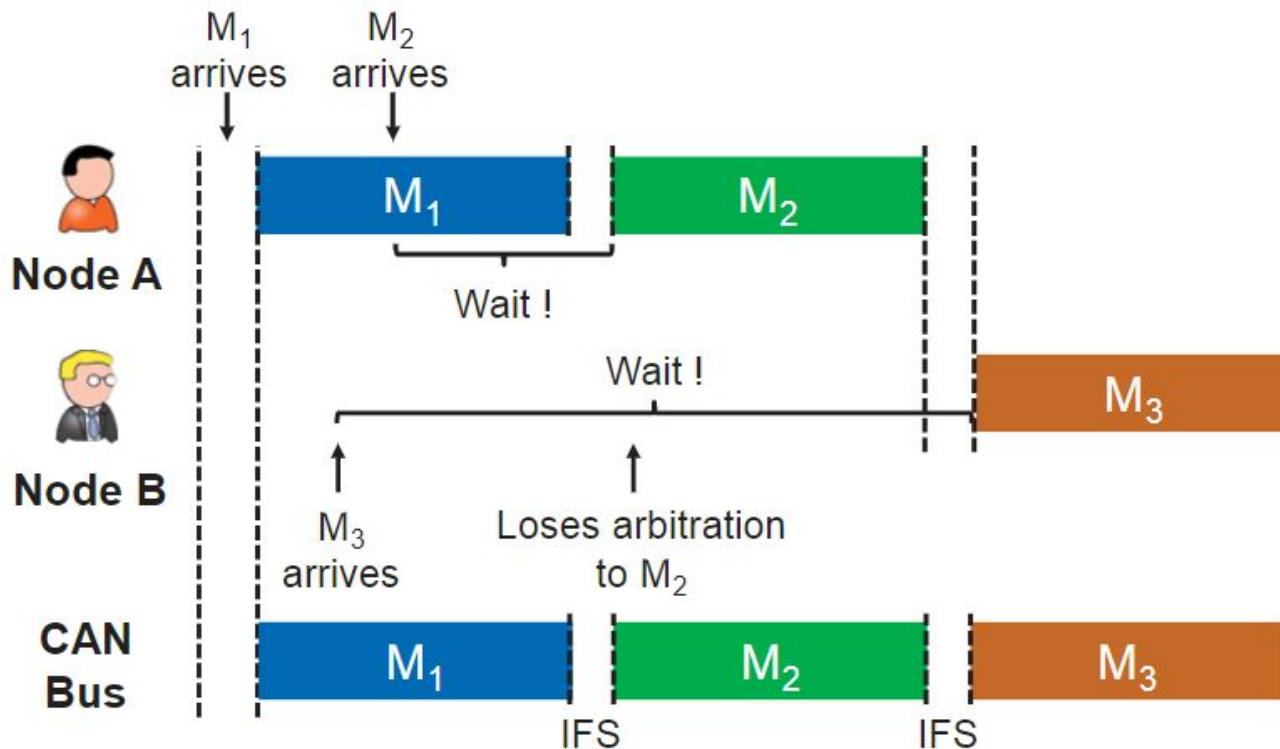 M₁
arrives
M₂
arrives
M₁
M₂
Node A
Wait !
Wait !
M₃
Node B
M₃
arrives
Loses arbitration
to M₂
CAN
Bus
M₁
M₂
M₃
IFS
IFS